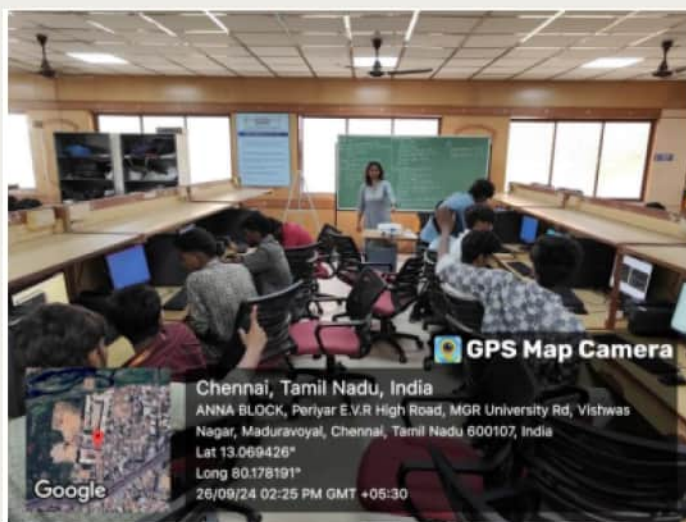 GPS Map Camera
Chennai, Tamil Nadu, India
ANNA BLOCK, Periyar E.V.R High Road, MGR University Rd, Vishwas
Nagar, Maduravoyal, Chennai, Tamil Nadu 600107, India
Lat 13.069426°
Long 80.178191°
26/09/24 02:25 PM GMT +05:30
Google